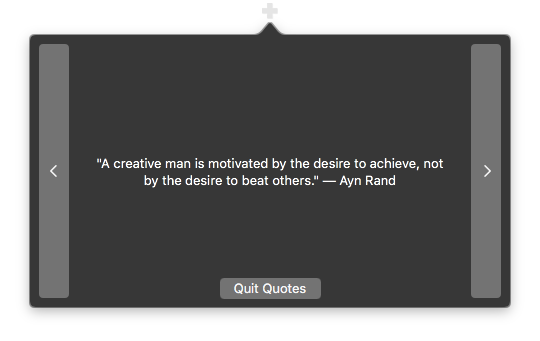 "A creative man is motivated by the desire to achieve, not
by the desire to beat others." — Ayn Rand
Quit Quotes